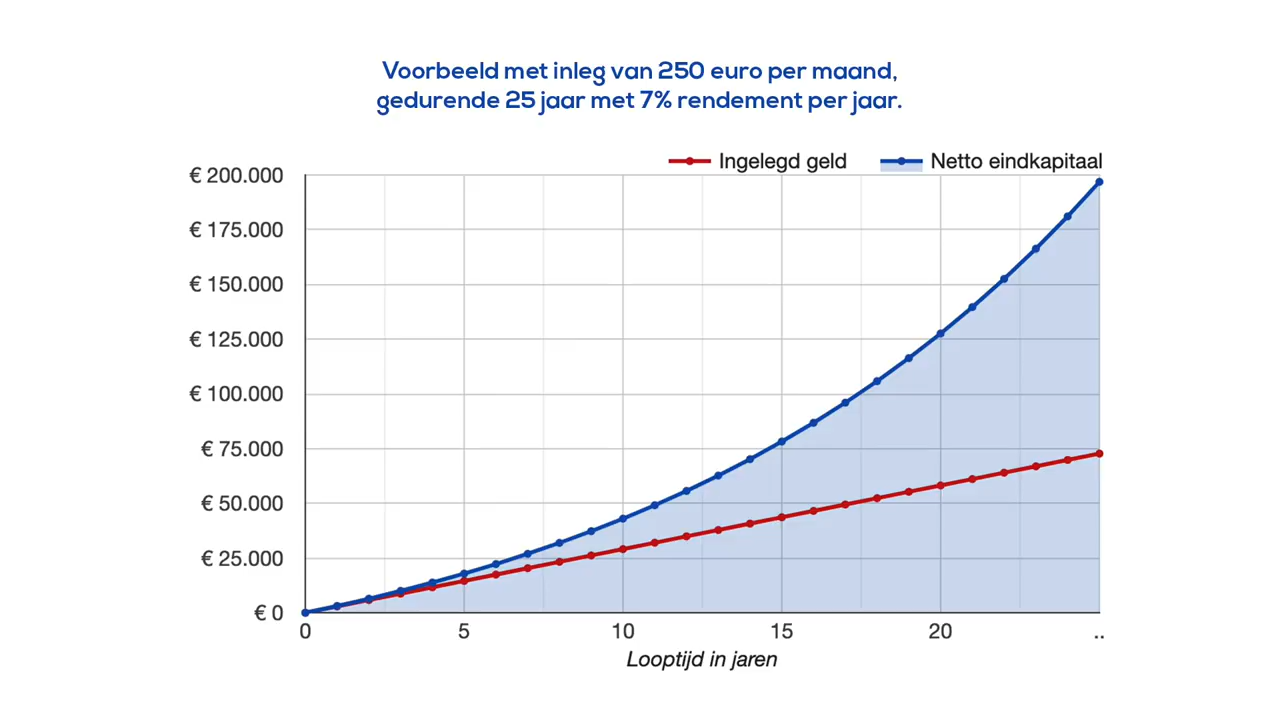 Voorbeeld met inleg van 250 euro per maand,
gedurende 25 jaar met 7% rendement per jaar.
Ingelegd geld
Netto eindkapitaal
€ 200.000
€ 175.000
€ 150.000
€ 125.000
€ 100.000
€ 75.000
€ 50.000
€ 25.000
€ 0
0 5 10 15 20 ..
Looptijd in jaren